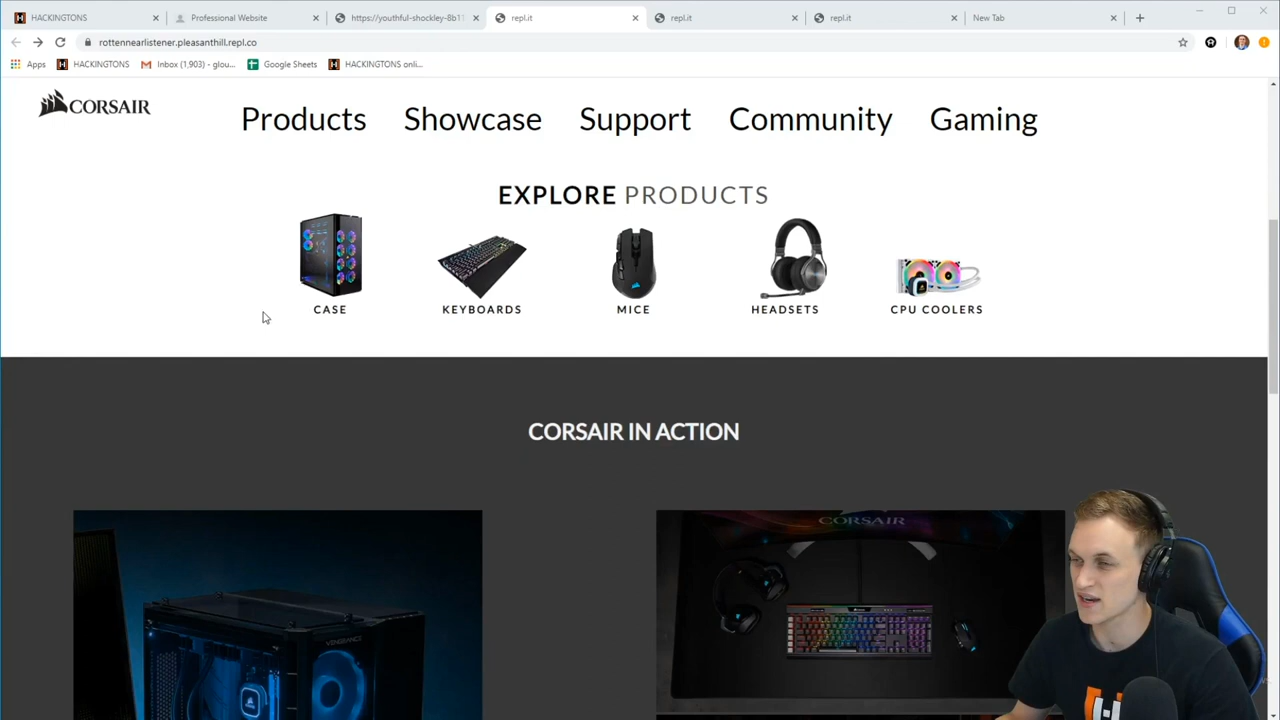 HACKINGTONS
Professional Website
https://youthful-shockley-8b11
repl.it
repl.it
repl.it
New Tab
rottennearlistener.pleasanthill.repl.co
Apps
HACKINGTONS
Inbox (1,903) - glou...
Google Sheets
HACKINGTONS onli...
CORSAIR
Products
Showcase
Support
Community
Gaming
EXPLORE PRODUCTS
CASE
KEYBOARDS
MICE
HEADSETS
CPU COOLERS
CORSAIR IN ACTION
VENGEANCE
CORSAIR